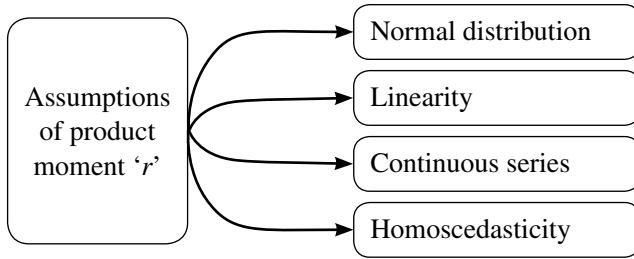 Assumptions
of product
moment ‘r’
Normal distribution
Linearity
Continuous series
Homoscedasticity